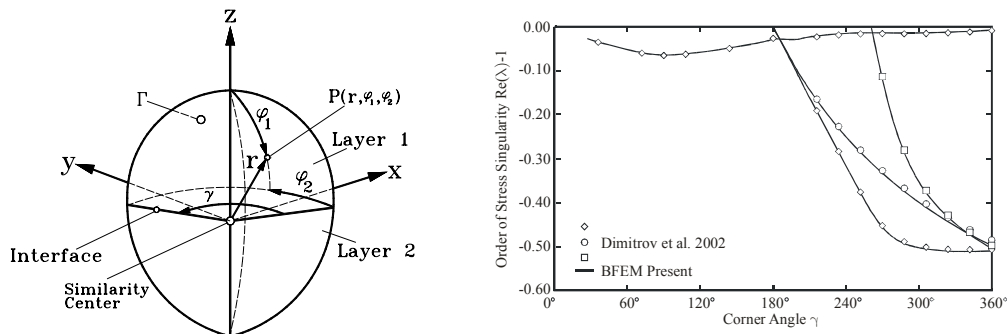 z
Γ
φ₁
P(r,φ₁,φ₂)
Layer 1
y
r
x
γ
φ₂
Interface
Layer 2
Similarity
Center
Order of Stress Singularity Re(λ)-1
0.00
-0.10
-0.20
-0.30
-0.40
-0.50
-0.60
Dimitrov et al. 2002
BFEM Present
0° 60° 120° 180° 240° 300° 360°
Corner Angle γ